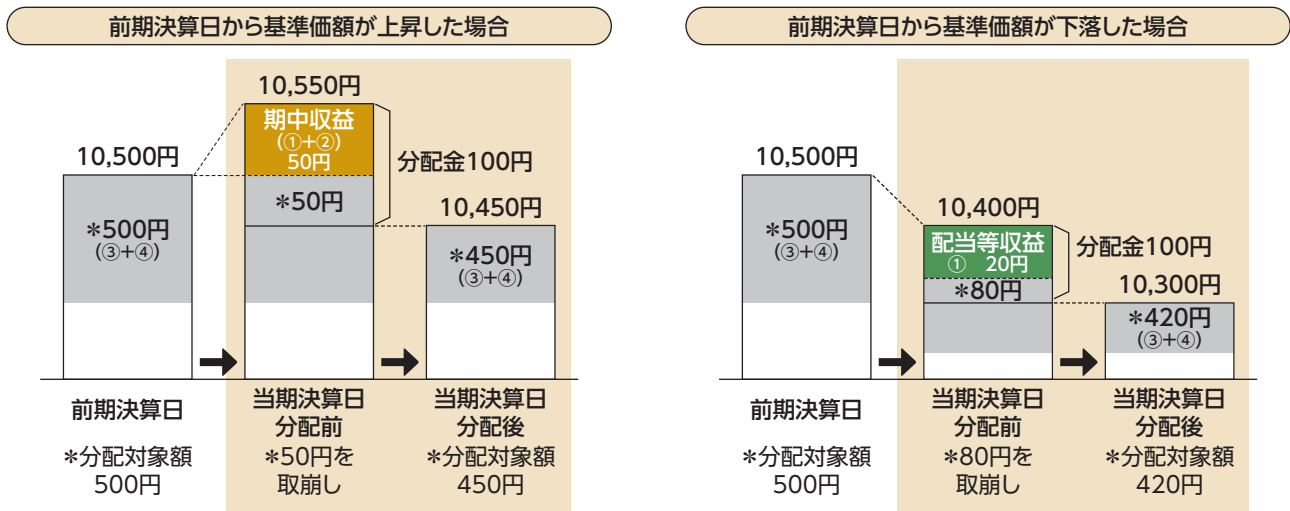 前期決算日から基準価額が上昇した場合
10,550円
期中収益
(①+②)
50円
10,500円
分配金100円
*50円
10,450円
*500円
(③+④)
*450円
(③+④)
前期決算日
当期決算日
分配前
当期決算日
分配後
*分配対象額
500円
*50円を
取崩し
*分配対象額
450円
前期決算日から基準価額が下落した場合
10,500円
10,400円
*500円
(③+④)
配当等収益
① 20円
分配金100円
*80円
10,300円
*420円
(③+④)
前期決算日
当期決算日
分配前
当期決算日
分配後
*分配対象額
500円
*80円を
取崩し
*分配対象額
420円